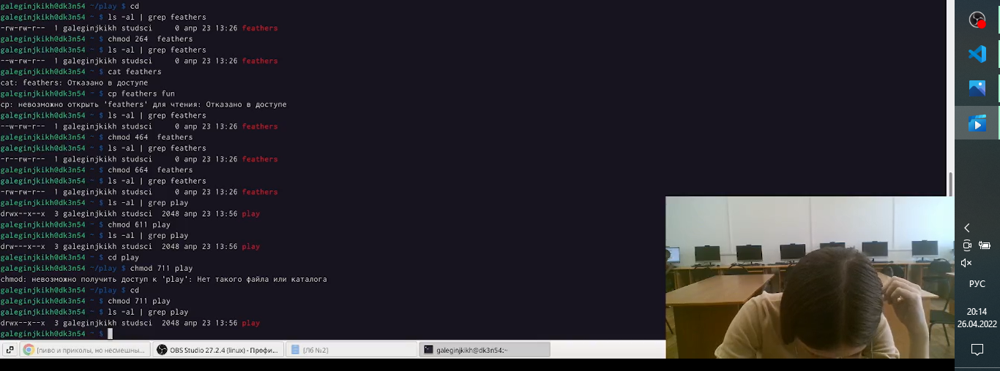 galeginjkikh@dk3n54 ~/play $ cd
galeginjkikh@dk3n54 ~ $ ls -al | grep feathers
-rw-rw-r-- 1 galeginjkikh studsci 0 апр 23 13:26 feathers
galeginjkikh@dk3n54 ~ $ chmod 264 feathers
galeginjkikh@dk3n54 ~ $ ls -al | grep feathers
--w-rw-r-- 1 galeginjkikh studsci 0 апр 23 13:26 feathers
galeginjkikh@dk3n54 ~ $ cat feathers
cat: feathers: Отказано в доступе
galeginjkikh@dk3n54 ~ $ cp feathers fun
cp: невозможно открыть 'feathers' для чтения: Отказано в доступе
galeginjkikh@dk3n54 ~ $ ls -al | grep feathers
--w-rw-r-- 1 galeginjkikh studsci 0 апр 23 13:26 feathers
galeginjkikh@dk3n54 ~ $ chmod 464 feathers
galeginjkikh@dk3n54 ~ $ ls -al | grep feathers
-r--rw-r-- 1 galeginjkikh studsci 0 апр 23 13:26 feathers
galeginjkikh@dk3n54 ~ $ chmod 664 feathers
galeginjkikh@dk3n54 ~ $ ls -al | grep feathers
-rw-rw-r-- 1 galeginjkikh studsci 0 апр 23 13:26 feathers
galeginjkikh@dk3n54 ~ $ ls -al | grep play
drwx--x--x 3 galeginjkikh studsci 2048 апр 23 13:56 play
galeginjkikh@dk3n54 ~ $ chmod 611 play
galeginjkikh@dk3n54 ~ $ ls -al | grep play
drw---x--x 3 galeginjkikh studsci 2048 апр 23 13:56 play
galeginjkikh@dk3n54 ~ $ cd play
galeginjkikh@dk3n54 ~/play $ chmod 711 play
chmod: невозможно получить доступ к 'play': Нет такого файла или каталога
galeginjkikh@dk3n54 ~/play $ cd
galeginjkikh@dk3n54 ~ $ chmod 711 play
galeginjkikh@dk3n54 ~ $ ls -al | grep play
drwx--x--x 3 galeginjkikh studsci 2048 апр 23 13:56 play
galeginjkikh@dk3n54 ~ $
[пиво и приколы, но несмешны...
OBS Studio 27.2.4 (linux) - Профи...
[Лб №2]
galeginjkikh@dk3n54:~
РУС
20:14
26.04.2022